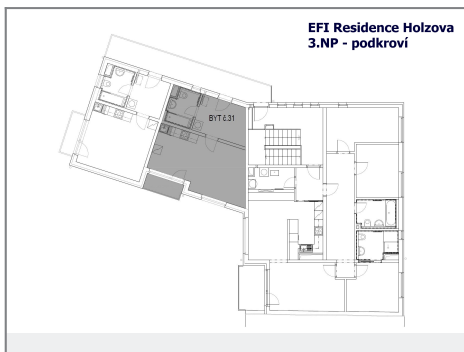 EFI Residence Holzova
3.NP - podkroví
BYT č.31